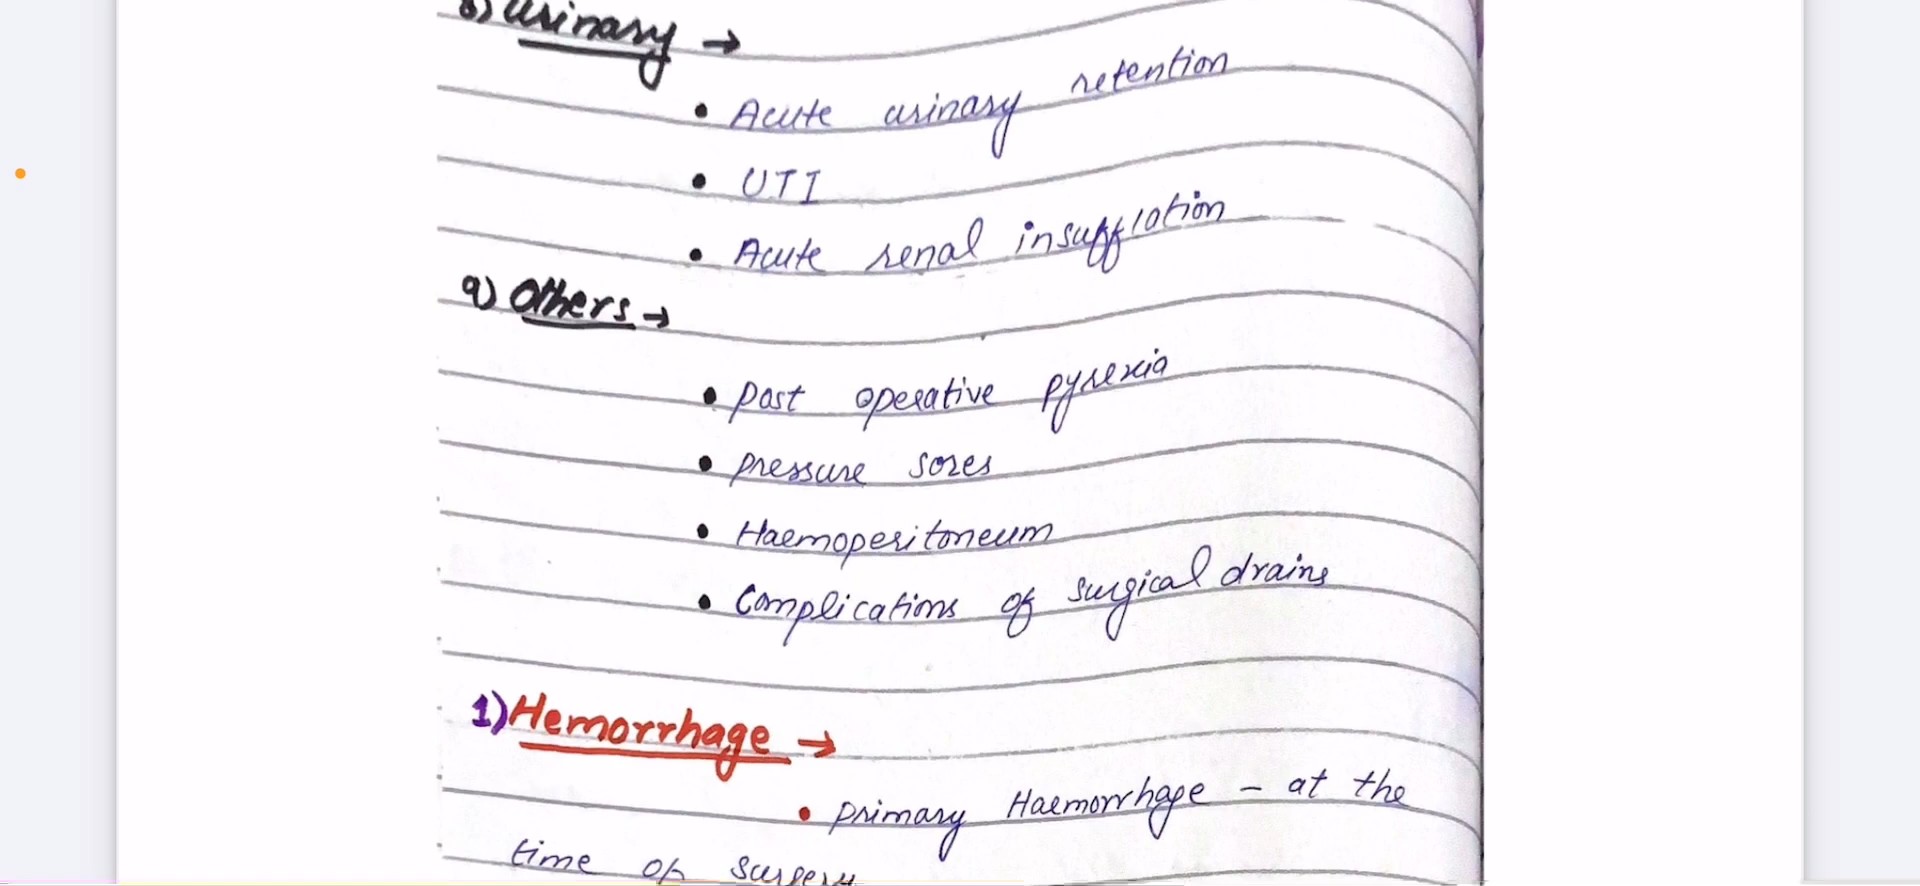 8) Urinary →
• Acute urinary retention
• UTI
• Acute renal insufflation
9) Others →
• Post operative pyrexia
• pressure sores
• Haemoperitoneum
• Complications of surgical drains
1) Hemorrhage →
• primary Haemorrhage – at the
time of surgery